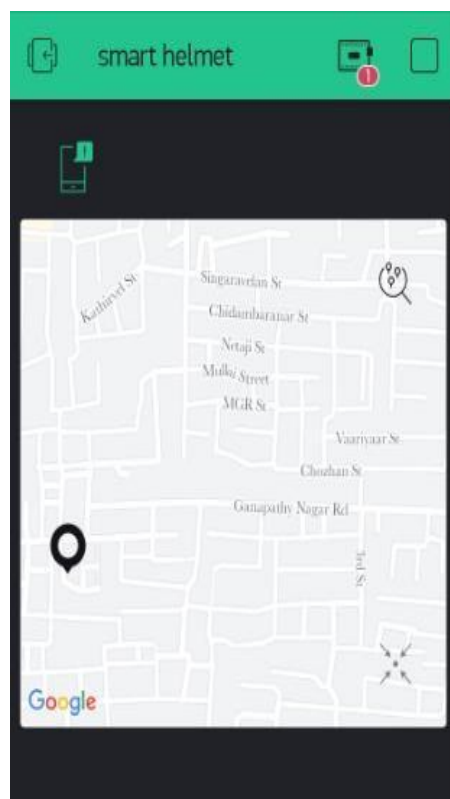 smart helmet
!
!
Kathirvel St
Singaravelan St
Chidambaranar St
Netaji St
Mulla Street
MGR St
Vaariyaar St
Chozhan St
Ganapathy Nagar Rd
3rd St
Google